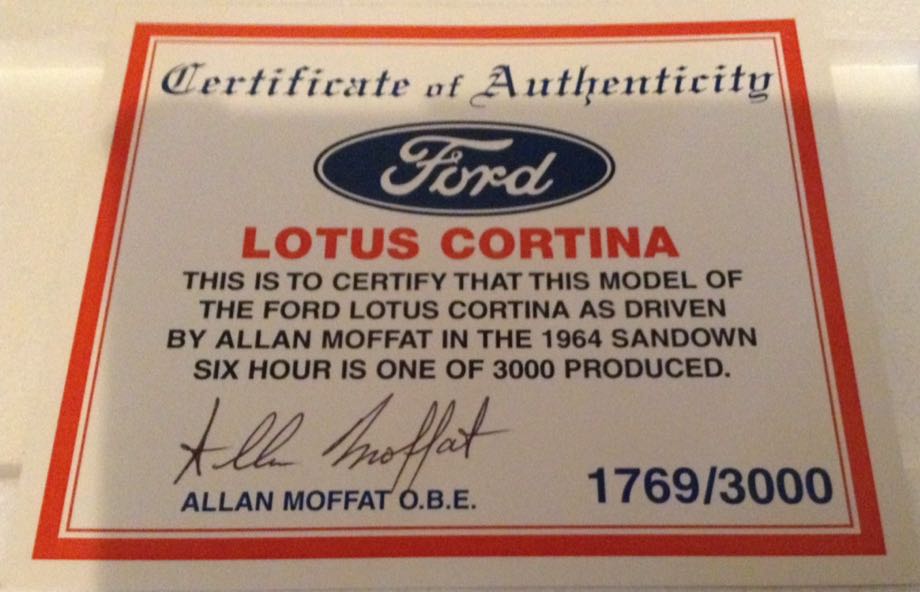 Certificate of Authenticity
Ford
LOTUS CORTINA
THIS IS TO CERTIFY THAT THIS MODEL OF
THE FORD LOTUS CORTINA AS DRIVEN
BY ALLAN MOFFAT IN THE 1964 SANDOWN
SIX HOUR IS ONE OF 3000 PRODUCED.
Allan Moffat
ALLAN MOFFAT O.B.E.
1769/3000